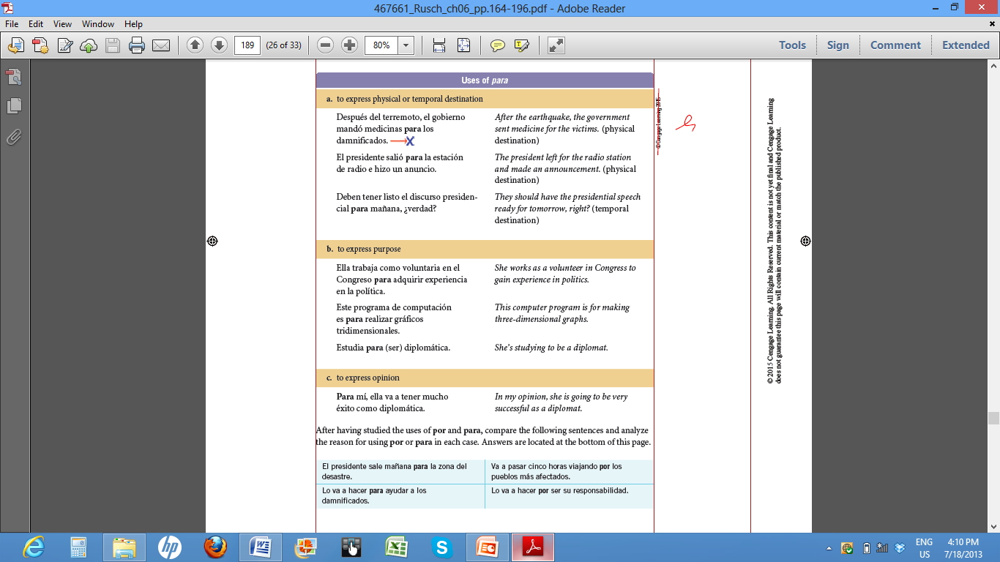 467661_Rusch_ch06_pp.164-196.pdf - Adobe Reader
File Edit View Window Help
189 (26 of 33) 80% Tools Sign Comment Extended
Uses of para
a. to express physical or temporal destination
Después del terremoto, el gobierno
mandó medicinas para los
damnificados.
After the earthquake, the government
sent medicine for the victims. (physical
destination)
El presidente salió para la estación
de radio e hizo un anuncio.
The president left for the radio station
and made an announcement. (physical
destination)
Deben tener listo el discurso presiden-
cial para mañana, ¿verdad?
They should have the presidential speech
ready for tomorrow, right? (temporal
destination)
b. to express purpose
Ella trabaja como voluntaria en el
Congreso para adquirir experiencia
en la política.
She works as a volunteer in Congress to
gain experience in politics.
Este programa de computación
es para realizar gráficos
tridimensionales.
This computer program is for making
three-dimensional graphs.
Estudia para (ser) diplomática.
She's studying to be a diplomat.
c. to express opinion
Para mí, ella va a tener mucho
éxito como diplomática.
In my opinion, she is going to be very
successful as a diplomat.
After having studied the uses of por and para, compare the following sentences and analyze
the reason for using por or para in each case. Answers are located at the bottom of this page.
El presidente sale mañana para la zona del
desastre.
Va a pasar cinco horas viajando por los
pueblos más afectados.
Lo va a hacer para ayudar a los
damnificados.
Lo va a hacer por ser su responsabilidad.
© Cengage Learning 2015
© 2015 Cengage Learning. All Rights Reserved. This content is not yet final and Cengage Learning
does not guarantee this page will contain current material or match the published product.
ENG
US
4:10 PM
7/18/2013